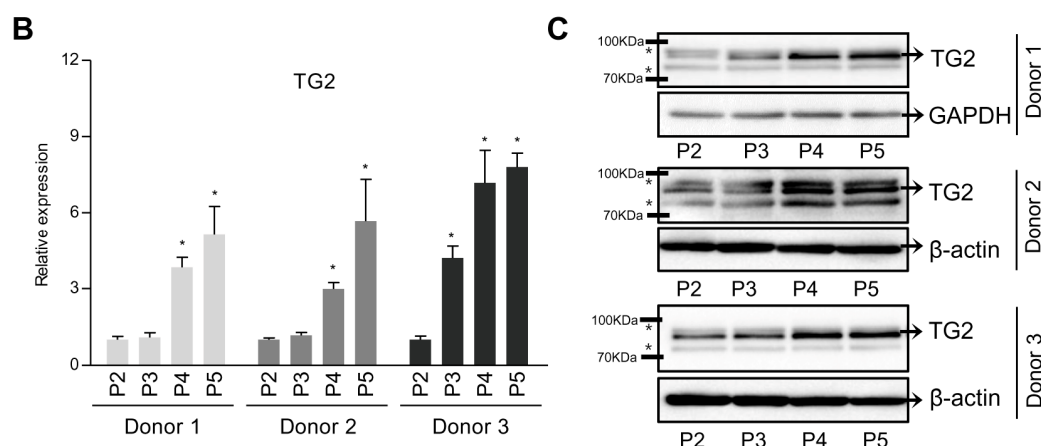 B
TG2
Relative expression
12
9
6
3
0
* * * * * * *
P2 P3 P4 P5 P2 P3 P4 P5 P2 P3 P4 P5
Donor 1 Donor 2 Donor 3
C
100KDa
*
*
70KDa
TG2
GAPDH
Donor 1
P2 P3 P4 P5
100KDa
*
*
70KDa
TG2
β-actin
Donor 2
P2 P3 P4 P5
100KDa
*
*
70KDa
TG2
β-actin
Donor 3
P2 P3 P4 P5